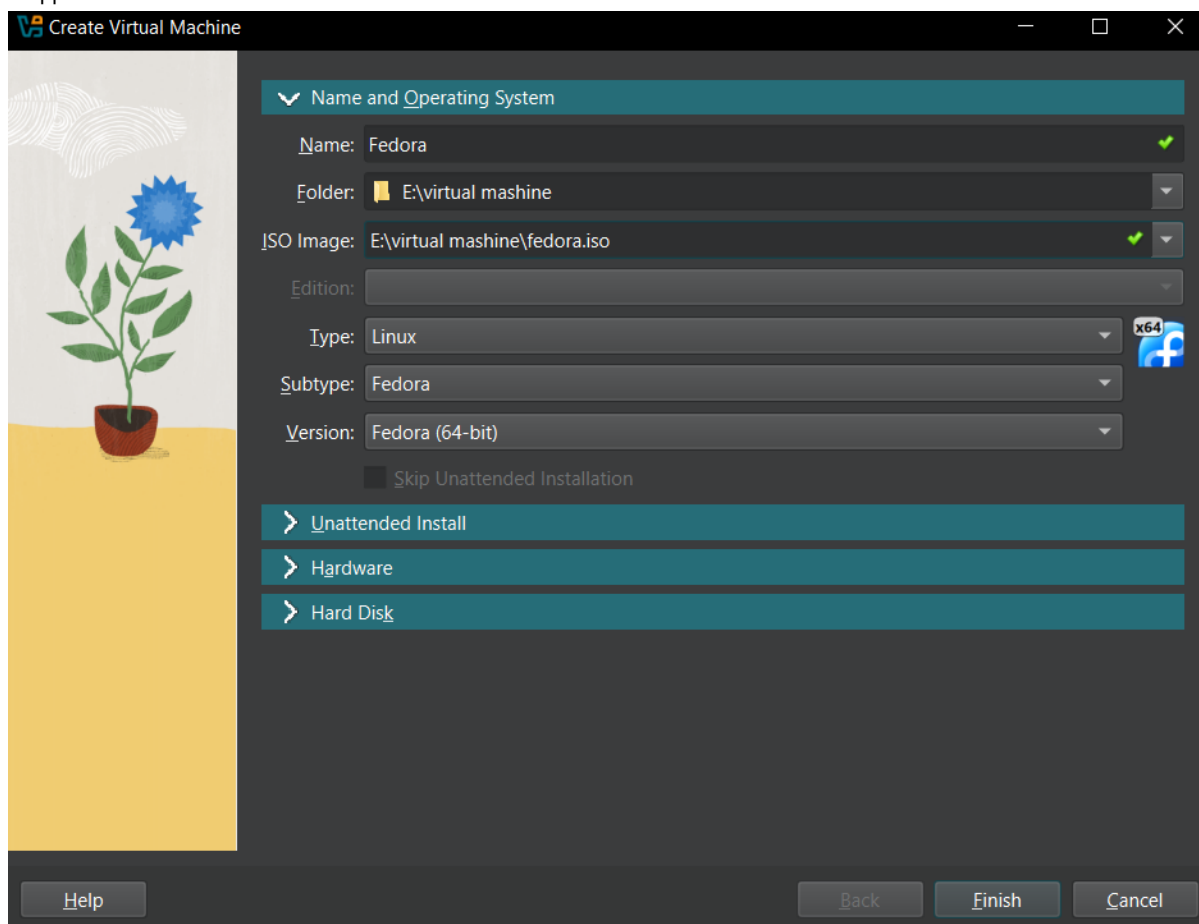 Create Virtual Machine
Name and Operating System
Name: Fedora
Folder: E:\virtual mashine
ISO Image: E:\virtual mashine\fedora.iso
Edition:
Type: Linux
x64
Subtype: Fedora
Version: Fedora (64-bit)
Skip Unattended Installation
Unattended Install
Hardware
Hard Disk
Help Back Finish Cancel